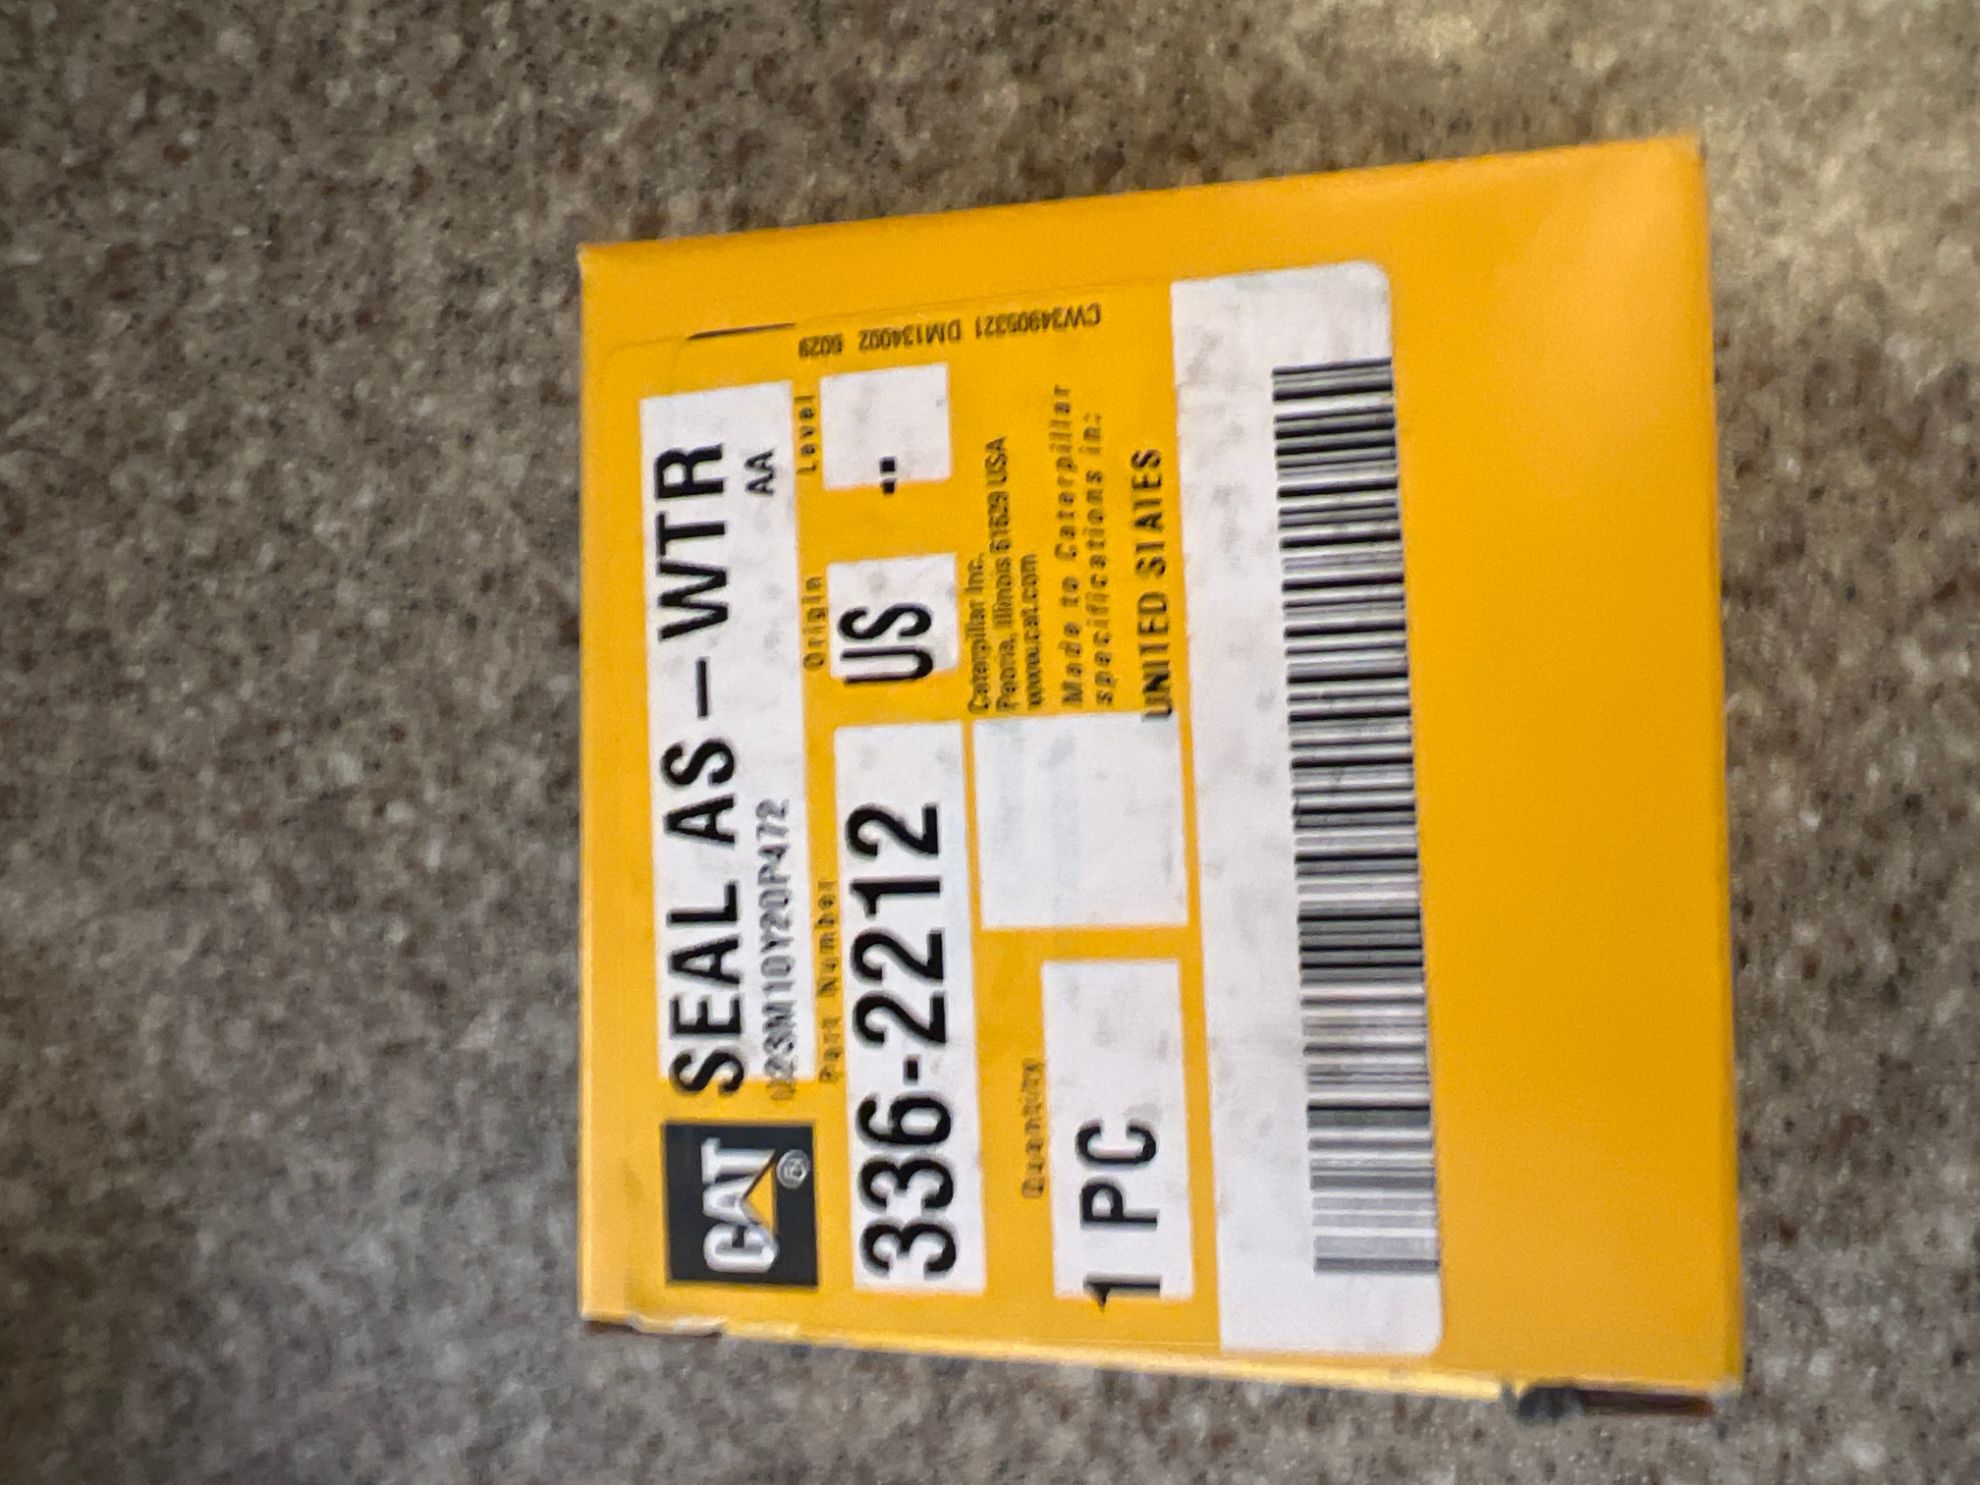 CAT®
SEAL AS-WTR
023M10Y20P472 AA
Part Number Origin Level
336-2212 US --
Quantity
1 PC
Caterpillar Inc.
Peoria, Illinois 61629 USA
www.cat.com
Made to Caterpillar
specifications in:
UNITED STATES
6029 DM134002 CW34905321